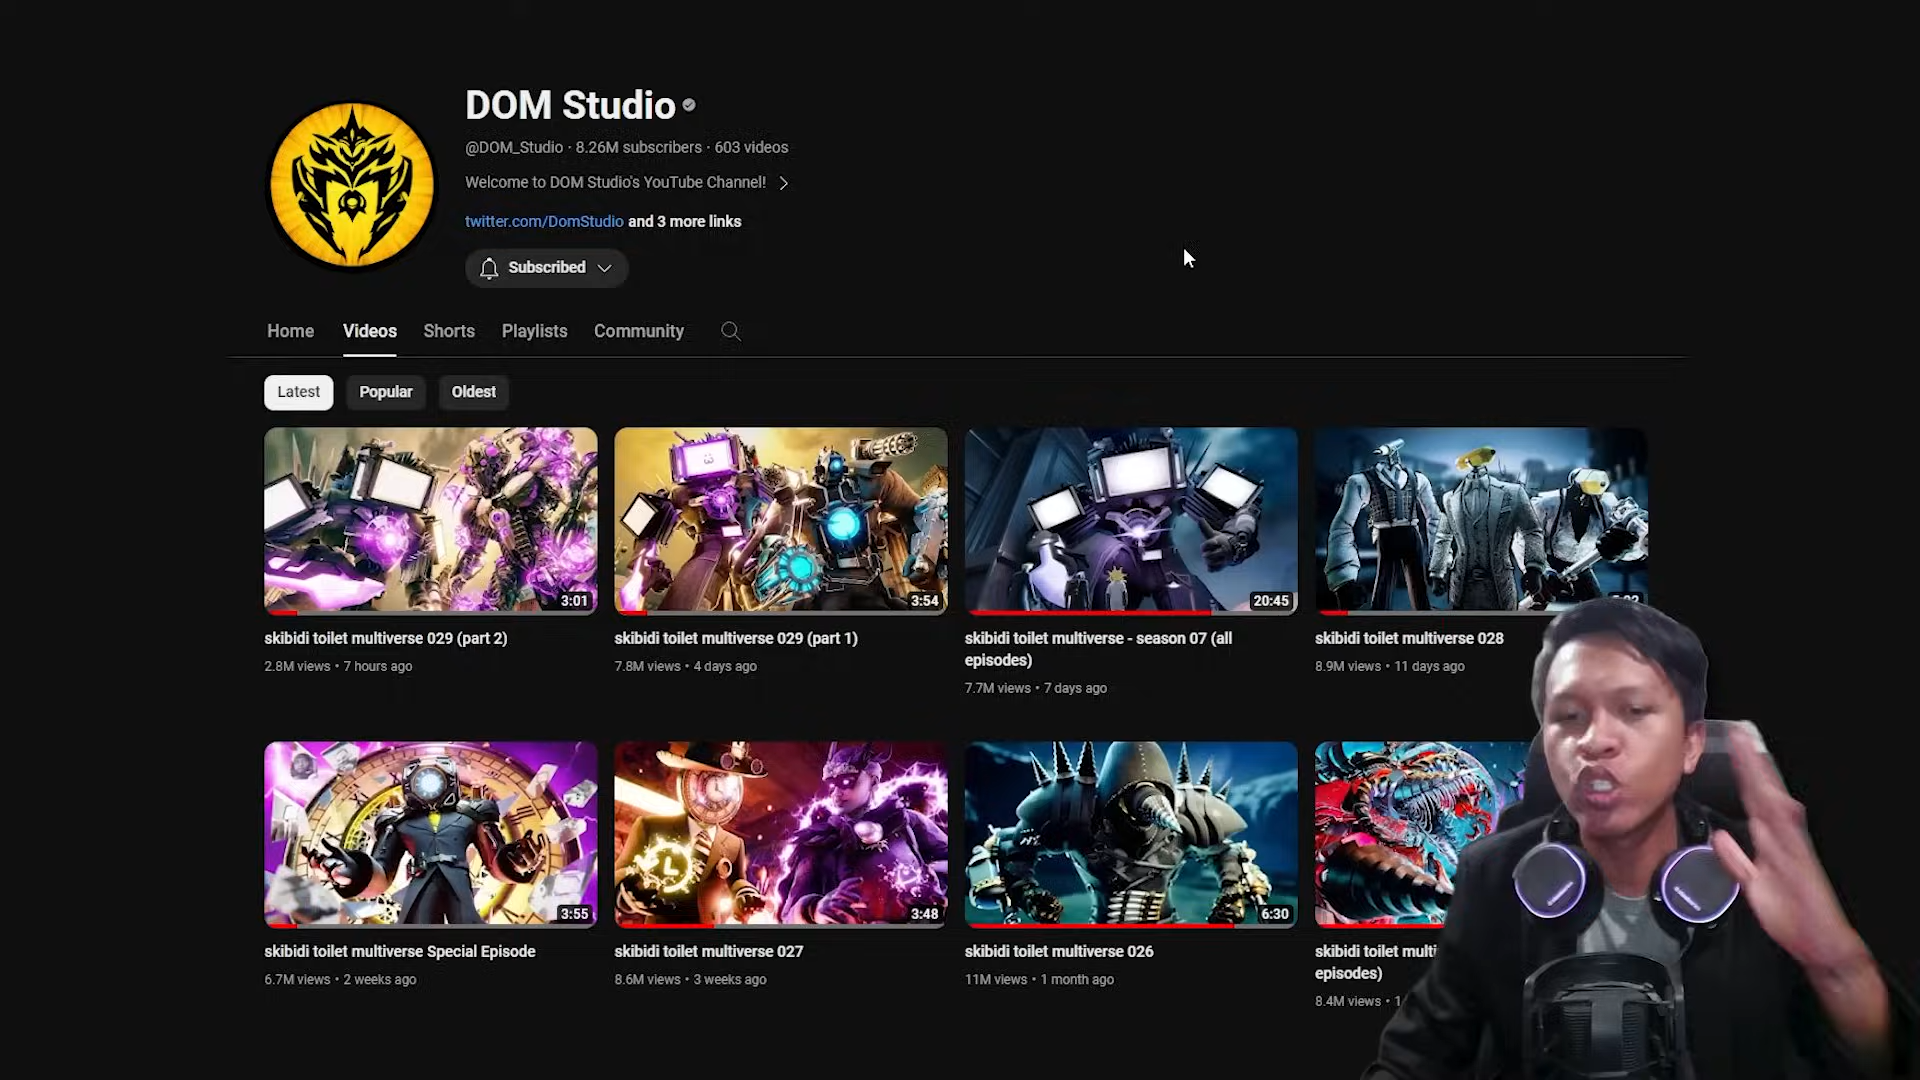 DOM Studio
@DOM_Studio · 8.26M subscribers · 603 videos
Welcome to DOM Studio's YouTube Channel!
twitter.com/DomStudio and 3 more links
Subscribed
Home Videos Shorts Playlists Community
Latest Popular Oldest
3:01 3:54 20:45
skibidi toilet multiverse 029 (part 2)
2.8M views • 7 hours ago
skibidi toilet multiverse 029 (part 1)
7.8M views • 4 days ago
skibidi toilet multiverse - season 07 (all
episodes)
7.7M views • 7 days ago
skibidi toilet multiverse 028
8.9M views • 11 days ago
3:55 3:48 6:30
skibidi toilet multiverse Special Episode
6.7M views • 2 weeks ago
skibidi toilet multiverse 027
8.6M views • 3 weeks ago
skibidi toilet multiverse 026
11M views • 1 month ago
skibidi toilet multi
episodes)
8.4M views • 1